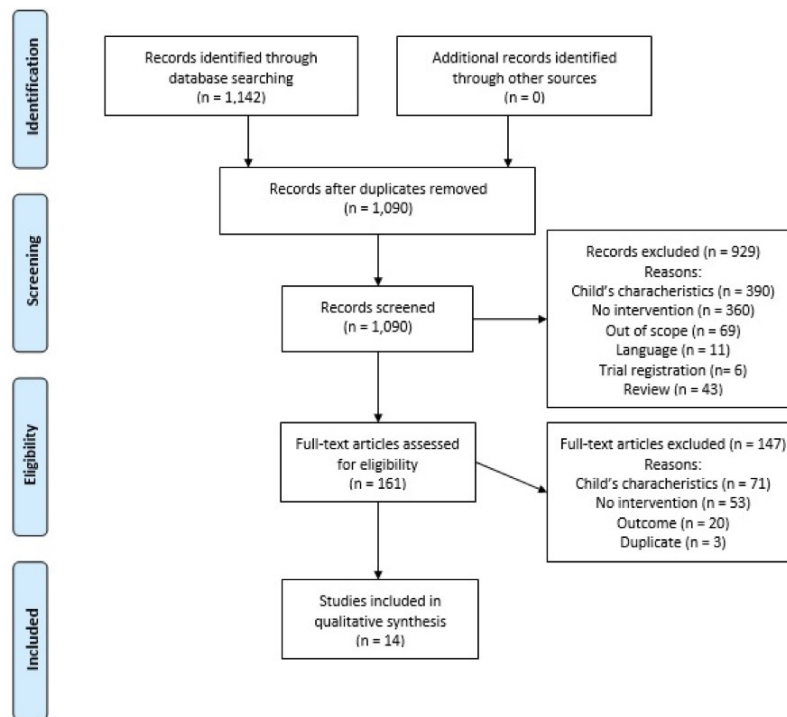 Identification
Records identified through
database searching
(n = 1,142)
Additional records identified
through other sources
(n = 0)
Records after duplicates removed
(n = 1,090)
Screening
Records screened
(n = 1,090)
Records excluded (n = 929)
Reasons:
Child's characheristics (n = 390)
No intervention (n = 360)
Out of scope (n = 69)
Language (n = 11)
Trial registration (n= 6)
Review (n = 43)
Eligibility
Full-text articles assessed
for eligibility
(n = 161)
Full-text articles excluded (n = 147)
Reasons:
Child's characteristics (n = 71)
No intervention (n = 53)
Outcome (n = 20)
Duplicate (n = 3)
Included
Studies included in
qualitative synthesis
(n = 14)